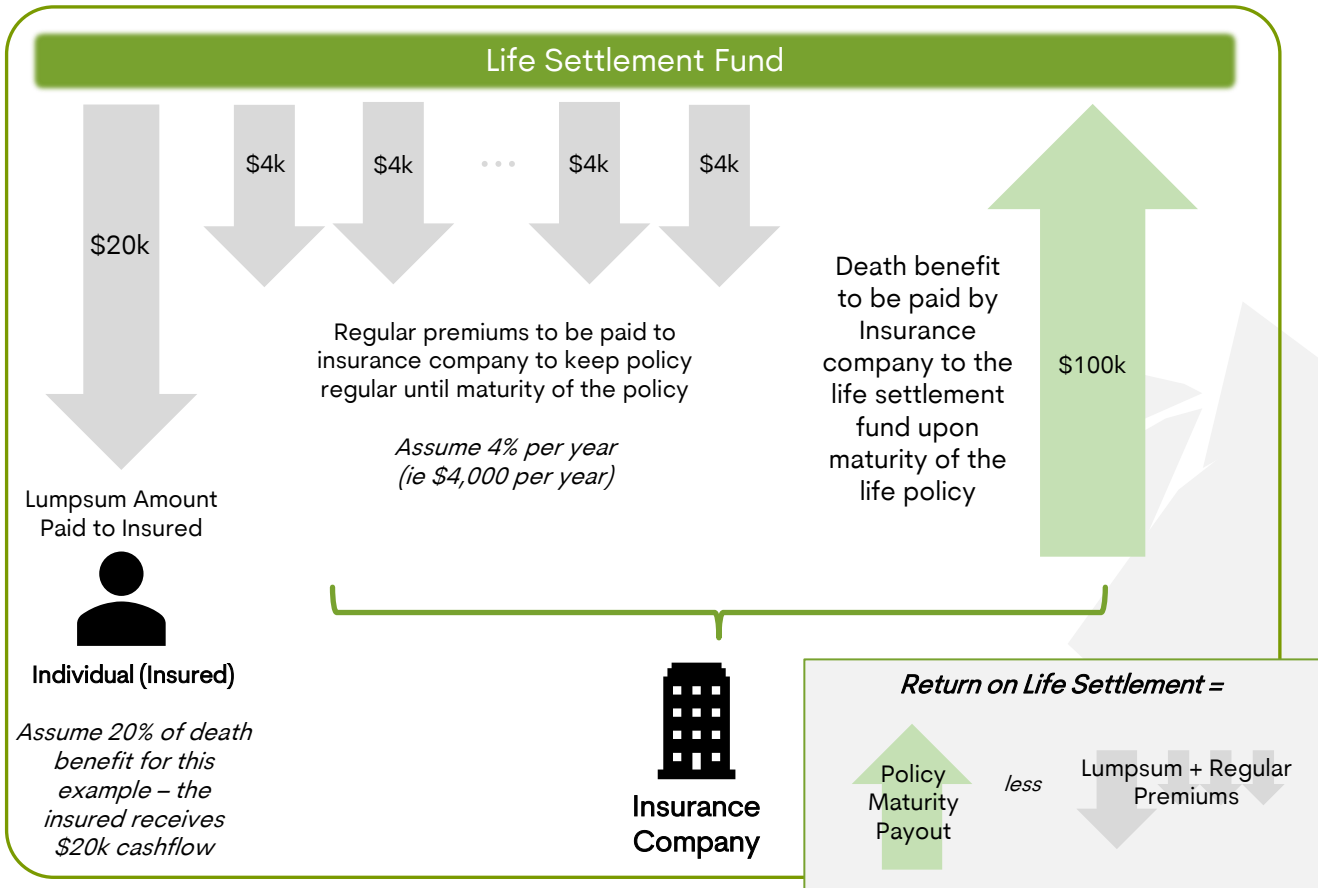 Life Settlement Fund
$20k
$4k
$4k
...
$4k
$4k
Lumpsum Amount
Paid to Insured
Individual (Insured)
Assume 20% of death
benefit for this
example – the
insured receives
$20k cashflow
Regular premiums to be paid to
insurance company to keep policy
regular until maturity of the policy
Assume 4% per year
(ie $4,000 per year)
Death benefit
to be paid by
Insurance
company to the
life settlement
fund upon
maturity of the
life policy
$100k
Insurance
Company
Return on Life Settlement =
Policy
Maturity
Payout
less
Lumpsum + Regular
Premiums